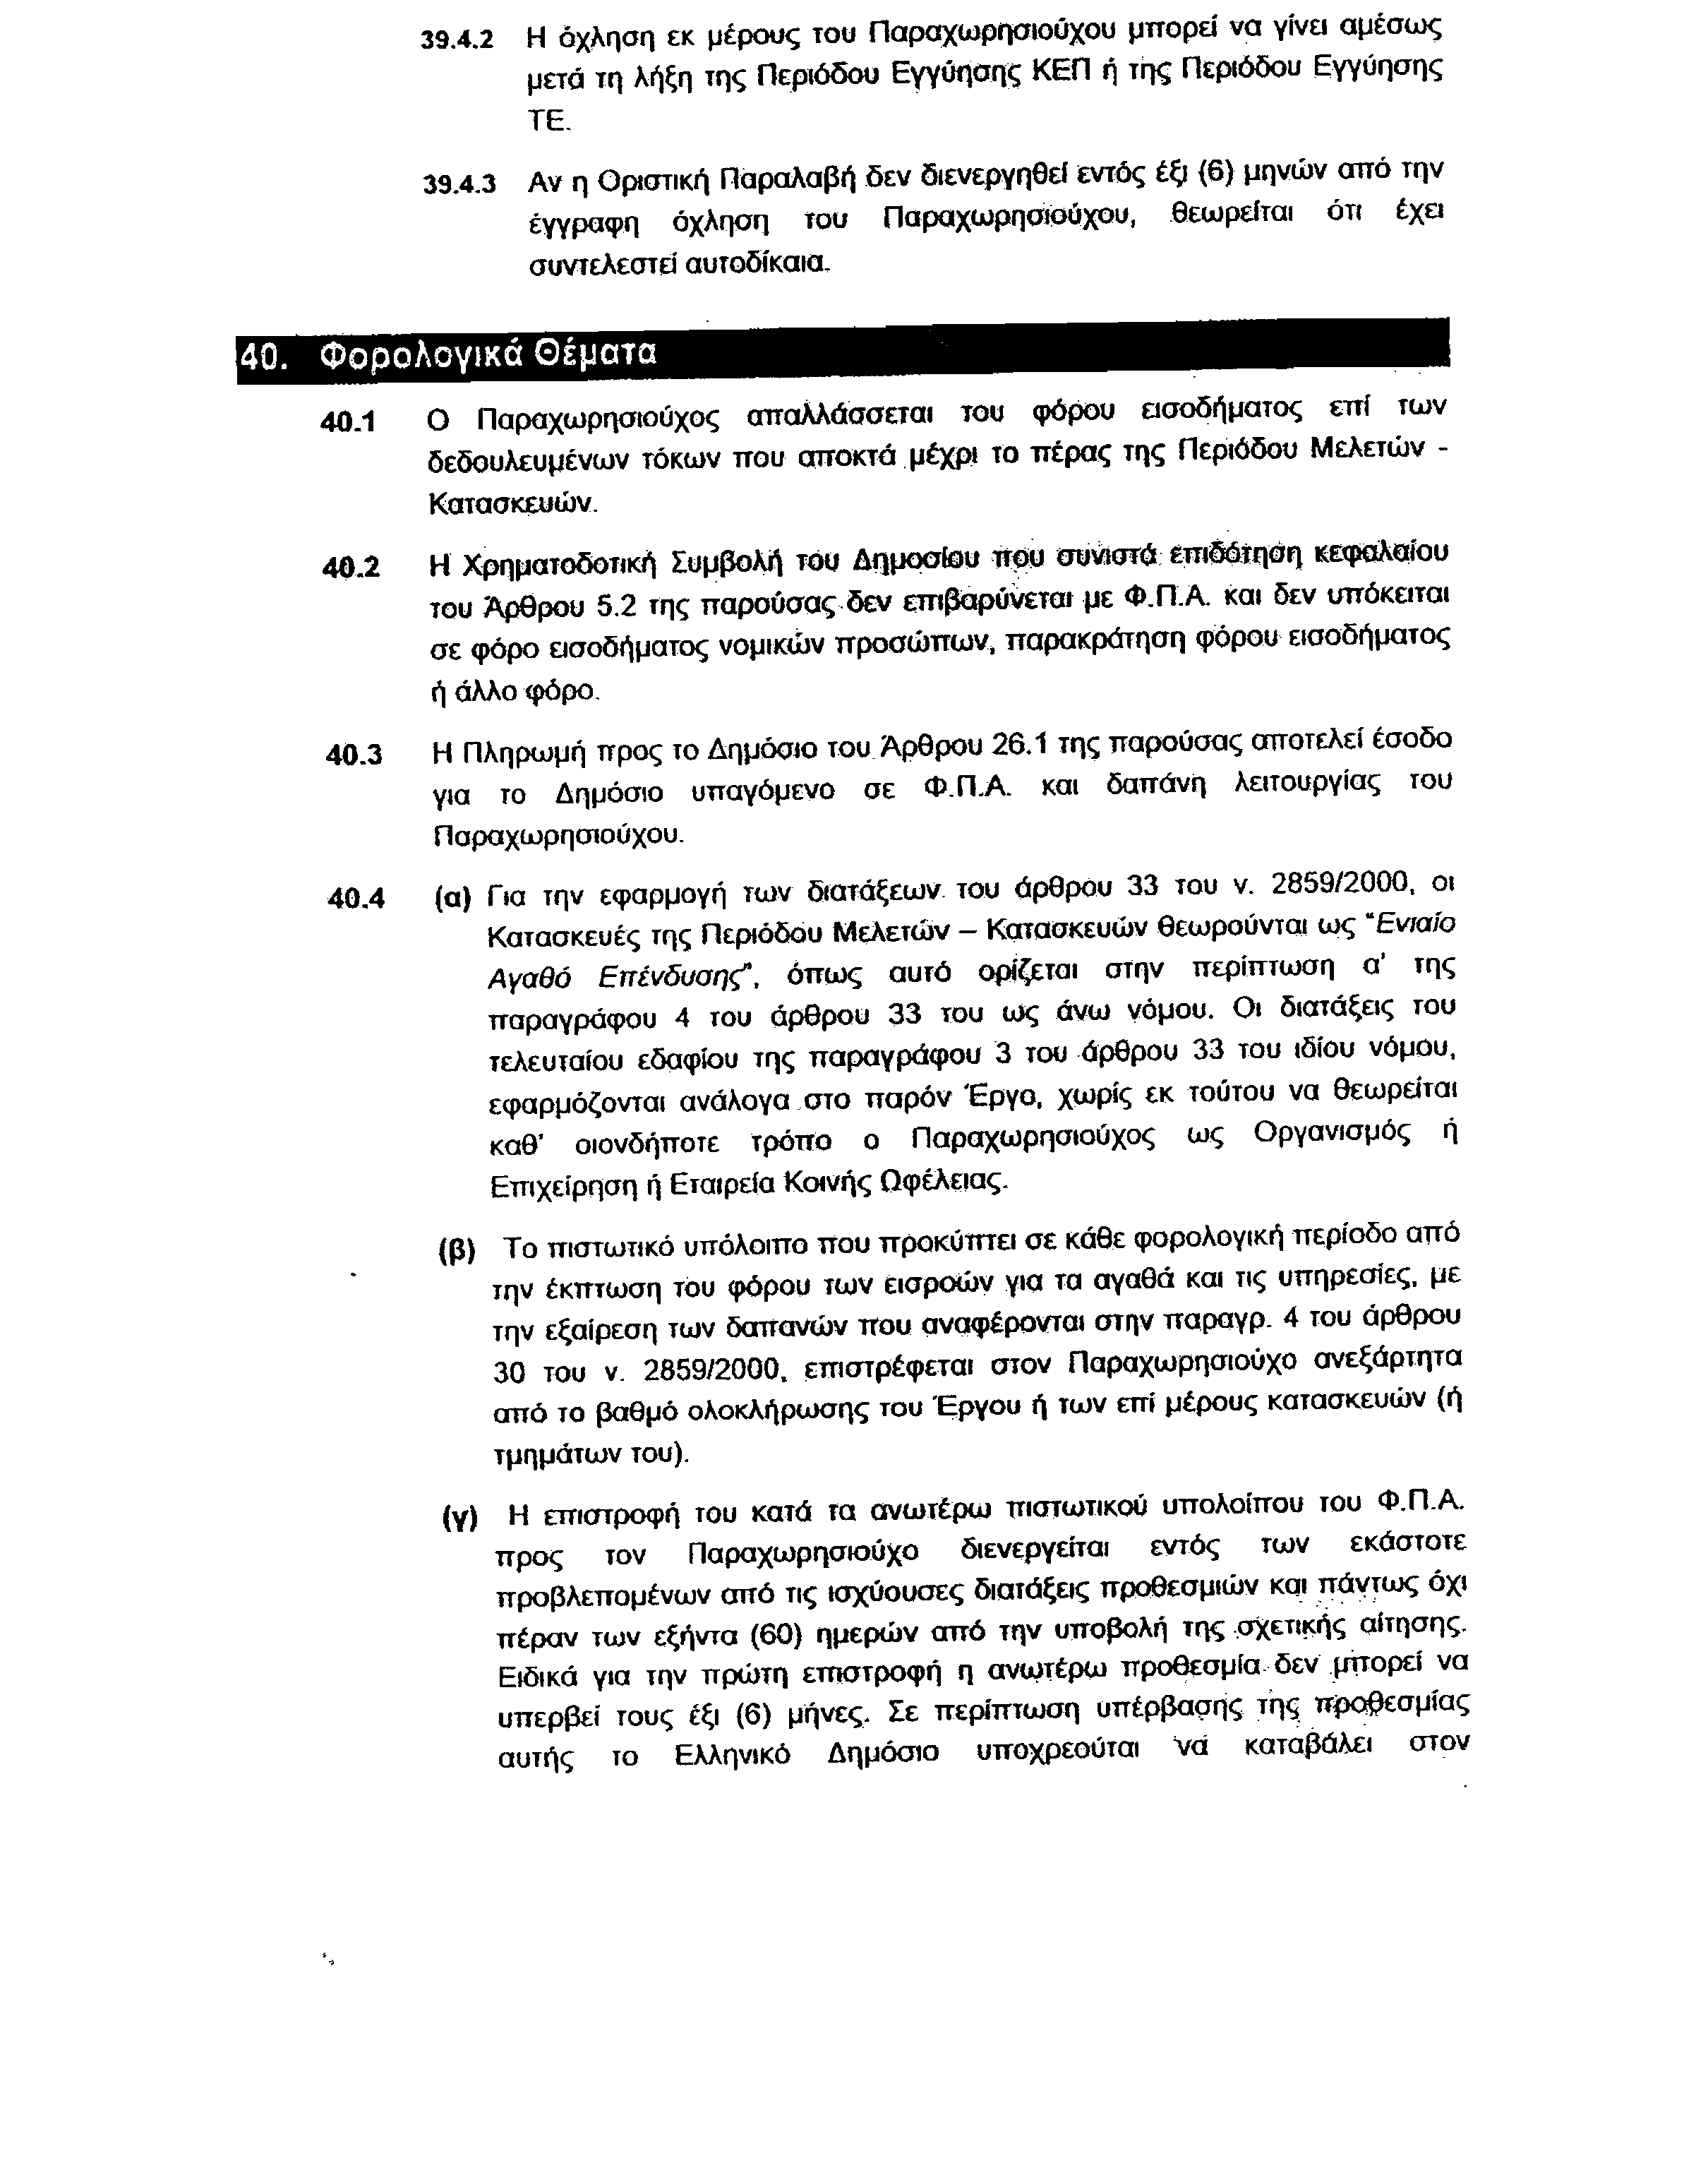 39.4.2 Η όχληση εκ μέρους του Παραχωρησιούχου μπορεί να γίνει αμέσως
μετά τη λήξη της Περιόδου Εγγύησης ΚΕΠ ή της Περιόδου Εγγύησης
ΤΕ.
39.4.3 Αν η Οριστική Παραλαβή δεν διενεργηθεί εντός έξι (6) μηνών από την
έγγραφη όχληση του Παραχωρησιούχου, θεωρείται ότι έχει
συντελεστεί αυτοδίκαια.
40. Φορολογικά Θέματα
40.1 Ο Παραχωρησιούχος απαλλάσσεται του φόρου εισοδήματος επί των
δεδουλευμένων τόκων που αποκτά μέχρι το πέρας της Περιόδου Μελετών -
Κατασκευών.
40.2 Η Χρηματοδοτική Συμβολή του Δημοσίου που συνιστά επιδότηση κεφαλαίου
του Άρθρου 5.2 της παρούσας δεν επιβαρύνεται με Φ.Π.Α. και δεν υπόκειται
σε φόρο εισοδήματος νομικών προσώπων, παρακράτηση φόρου εισοδήματος
ή άλλο φόρο.
40.3 Η Πληρωμή προς το Δημόσιο του Άρθρου 26.1 της παρούσας αποτελεί έσοδο
για το Δημόσιο υπαγόμενο σε Φ.Π.Α. και δαπάνη λειτουργίας του
Παραχωρησιούχου.
40.4 (α) Για την εφαρμογή των διατάξεων του άρθρου 33 του ν. 2859/2000, οι
Κατασκευές της Περιόδου Μελετών – Κατασκευών θεωρούνται ως "Ενιαίο
Αγαθό Επένδυσης", όπως αυτό ορίζεται στην περίπτωση α' της
παραγράφου 4 του άρθρου 33 του ως άνω νόμου. Οι διατάξεις του
τελευταίου εδαφίου της παραγράφου 3 του άρθρου 33 του ιδίου νόμου,
εφαρμόζονται ανάλογα στο παρόν Έργο, χωρίς εκ τούτου να θεωρείται
καθ' οιονδήποτε τρόπο ο Παραχωρησιούχος ως Οργανισμός ή
Επιχείρηση ή Εταιρεία Κοινής Ωφέλειας.
(β) Το πιστωτικό υπόλοιπο που προκύπτει σε κάθε φορολογική περίοδο από
την έκπτωση του φόρου των εισροών για τα αγαθά και τις υπηρεσίες, με
την εξαίρεση των δαπανών που αναφέρονται στην παραγρ. 4 του άρθρου
30 του ν. 2859/2000, επιστρέφεται στον Παραχωρησιούχο ανεξάρτητα
από το βαθμό ολοκλήρωσης του Έργου ή των επί μέρους κατασκευών (ή
τμημάτων του).
(γ) Η επιστροφή του κατά τα ανωτέρω πιστωτικού υπολοίπου του Φ.Π.Α.
προς τον Παραχωρησιούχο διενεργείται εντός των εκάστοτε
προβλεπομένων από τις ισχύουσες διατάξεις προθεσμιών και πάντως όχι
πέραν των εξήντα (60) ημερών από την υποβολή της σχετικής αίτησης.
Ειδικά για την πρώτη επιστροφή η ανωτέρω προθεσμία δεν μπορεί να
υπερβεί τους έξι (6) μήνες. Σε περίπτωση υπέρβασης της προθεσμίας
αυτής το Ελληνικό Δημόσιο υποχρεούται να καταβάλει στον